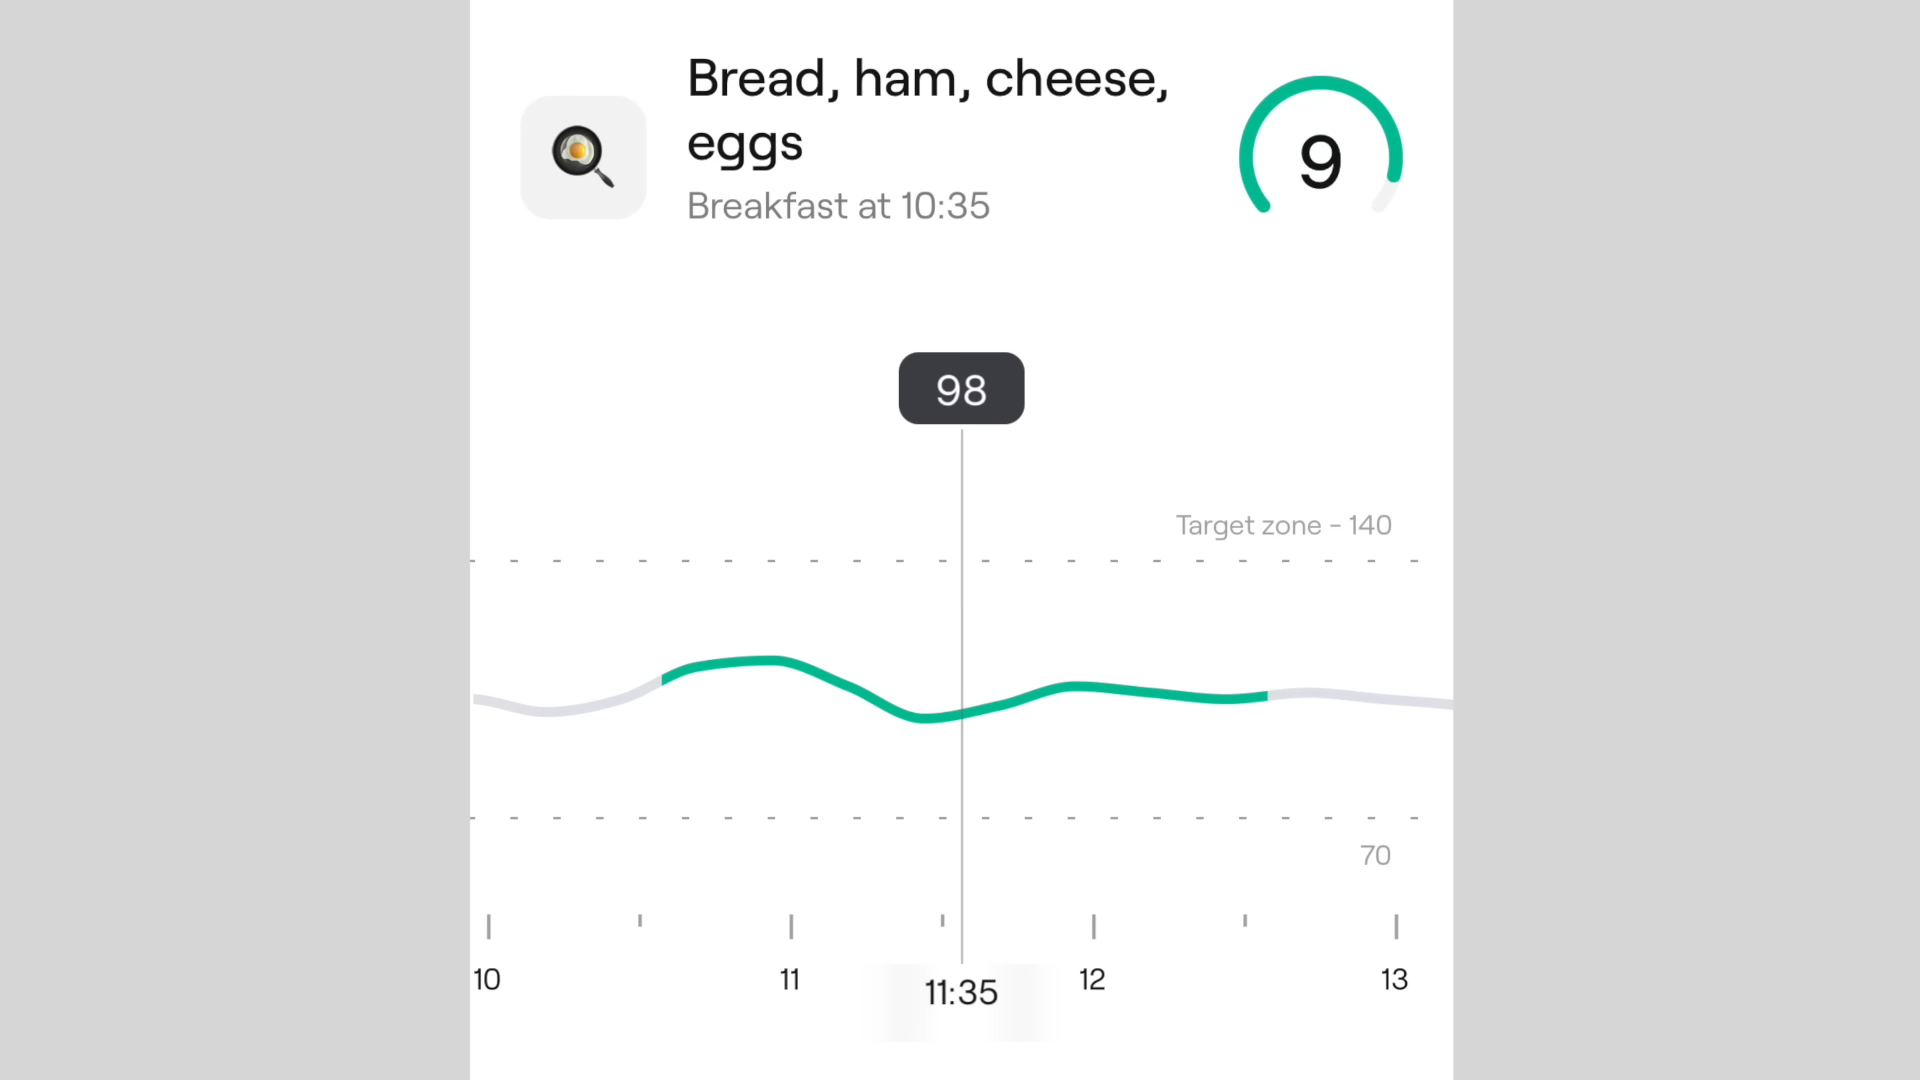 Bread, ham, cheese,
eggs
Breakfast at 10:35
9
98
Target zone - 140
70
10
11
11:35
12
13